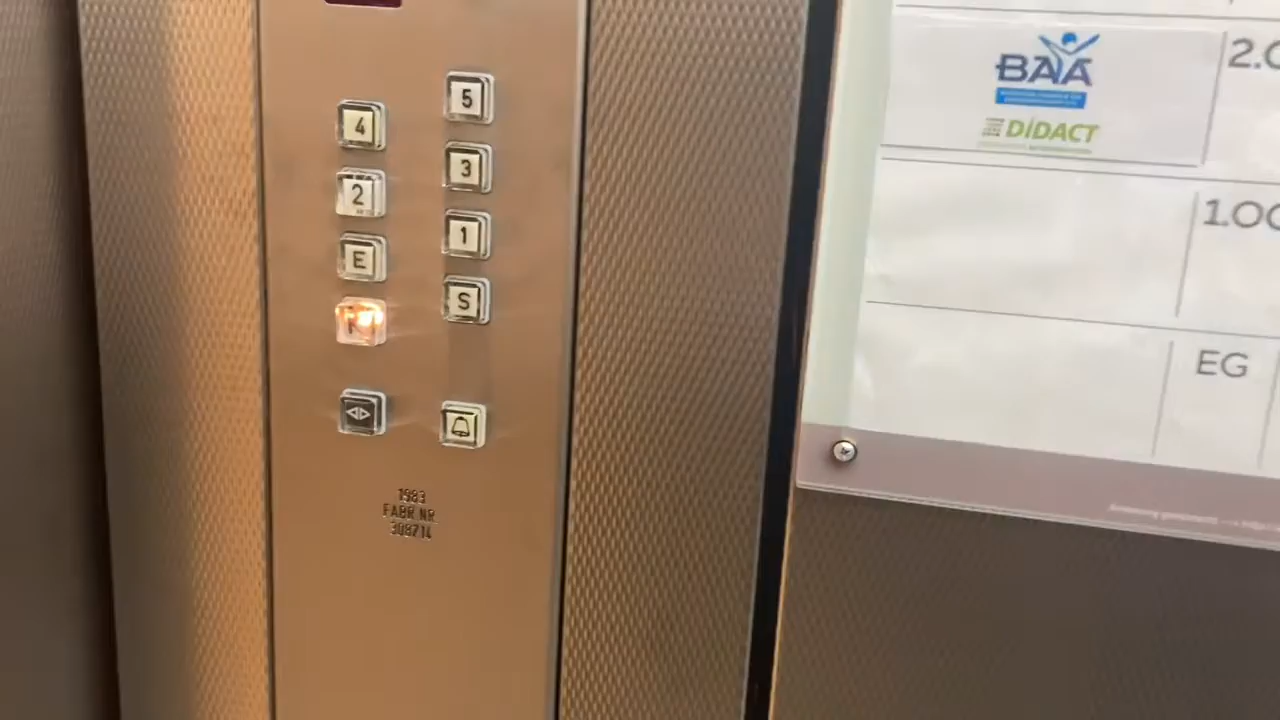 5
4
3
2
1
E
S
1983
FABR NR.
308714
BAA
DIDACT
2.0
1.00
EG